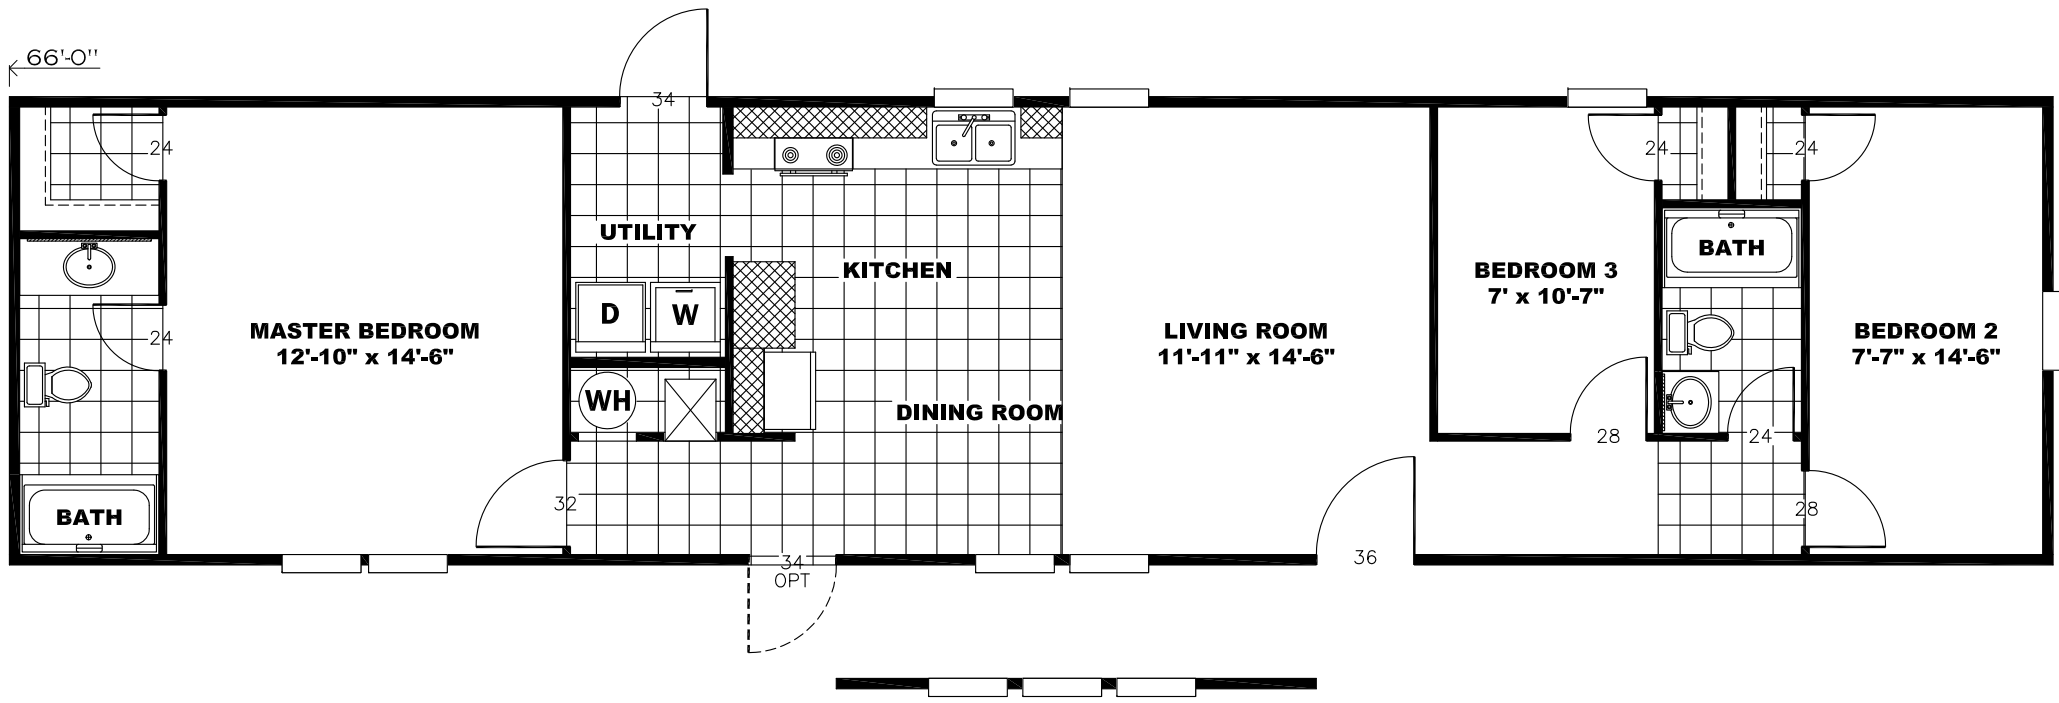 66'-0"
34
24
24
24
UTILITY
KITCHEN
BATH
BEDROOM 3
7' x 10'-7"
D
W
MASTER BEDROOM
12'-10" x 14'-6"
24
LIVING ROOM
11'-11" x 14'-6"
BEDROOM 2
7'-7" x 14'-6"
WH
DINING ROOM
28
24
32
28
BATH
34
OPT
36